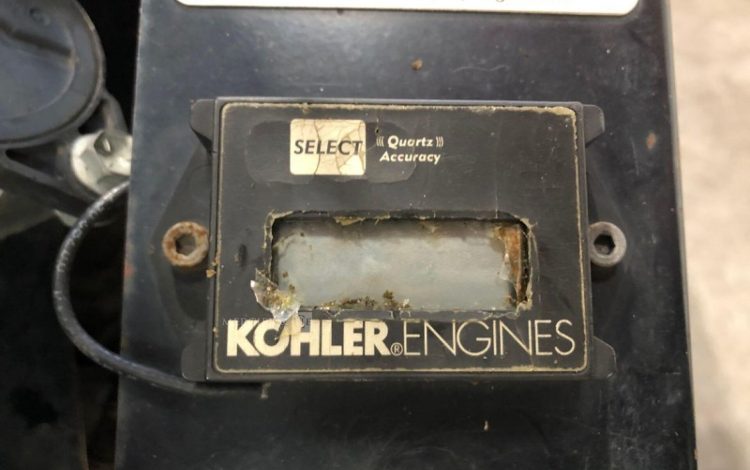 SELECT
Quartz
Accuracy
KOHLER® ENGINES